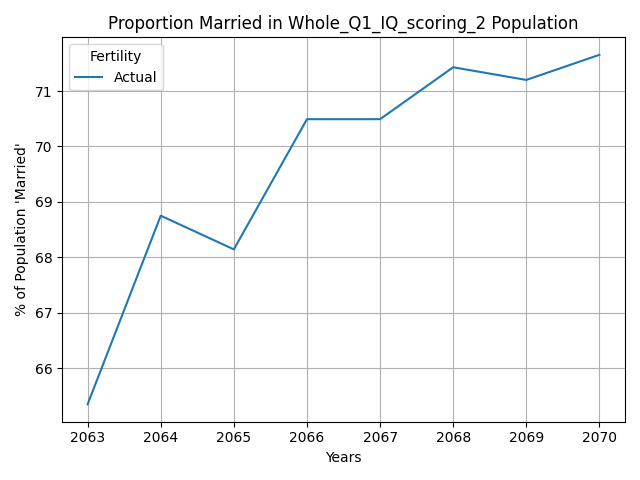 Proportion Married in Whole_Q1_IQ_scoring_2 Population
Fertility
Actual
% of Population 'Married'
71
70
69
68
67
66
2063 2064 2065 2066 2067 2068 2069 2070
Years